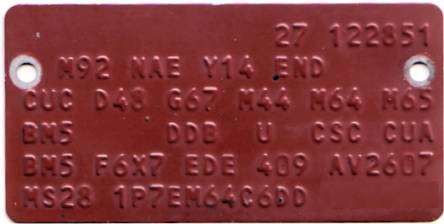 27 122851
M92 NAE Y14 END
CUC D48 G67 M44 M64 M65
BM5 DDB U CSC CUA
BM5 F6X7 EDE 409 AV2607
MS28 1P7EM64C6DD